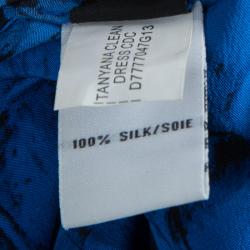 TANYANA CLEAN
DRESS CDC
D7777047G13
100% SILK/SOIE